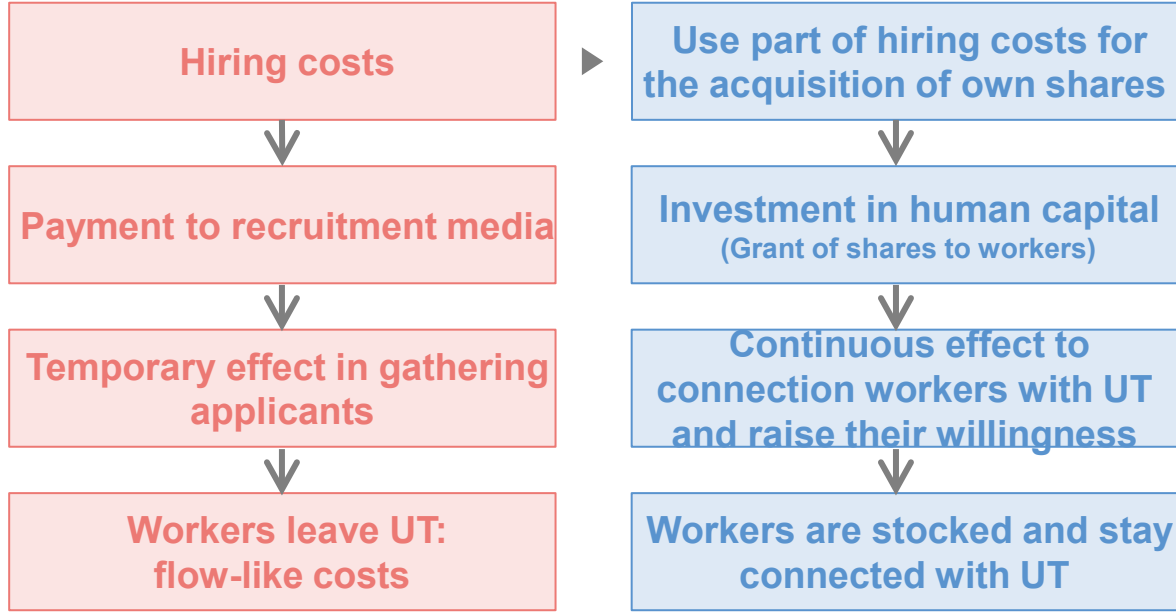 Hiring costs
Payment to recruitment media
Temporary effect in gathering
applicants
Workers leave UT:
flow-like costs
Use part of hiring costs for
the acquisition of own shares
Investment in human capital
(Grant of shares to workers)
Continuous effect to
connection workers with UT
and raise their willingness
Workers are stocked and stay
connected with UT